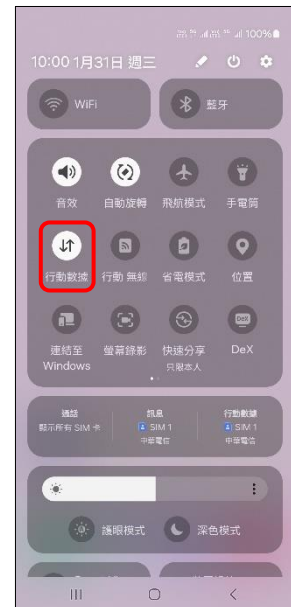 100%
10:00 1月31日 週三
WiFi
藍牙
音效 自動旋轉 飛航模式 手電筒
行動數據 行動 無線 省電模式 位置
連結至 Windows 螢幕錄影 快速分享 DeX
只限本人
通話 訊息 行動數據
顯示所有 SIM 卡 SIM 1 SIM 1
中華電信 中華電信
護眼模式 深色模式